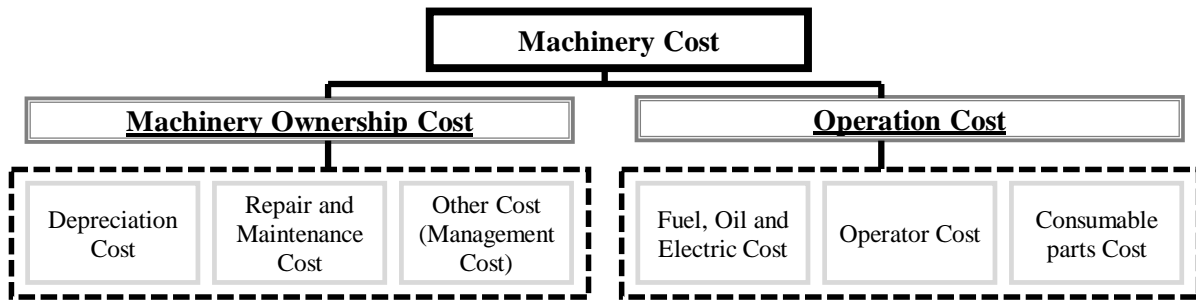 Machinery Cost
Machinery Ownership Cost
Operation Cost
Depreciation
Cost
Repair and
Maintenance
Cost
Other Cost
(Management
Cost)
Fuel, Oil and
Electric Cost
Operator Cost
Consumable
parts Cost